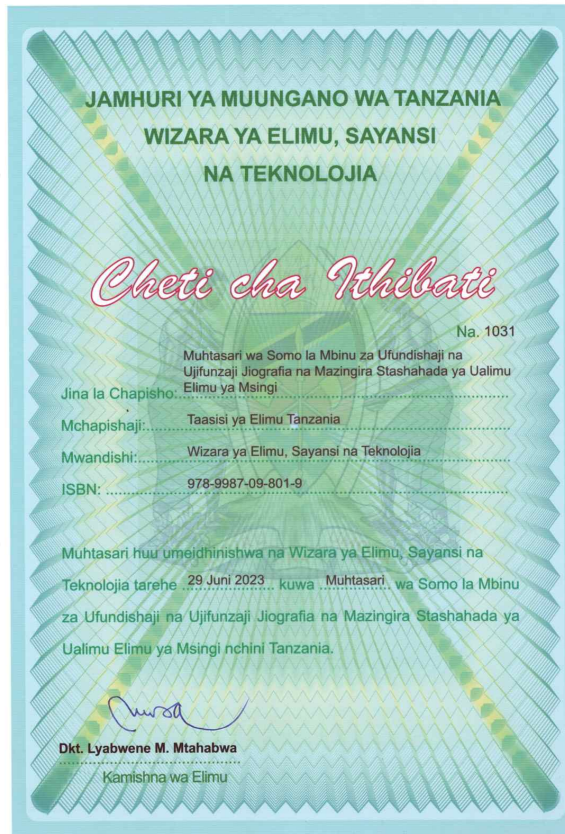 JAMHURI YA MUUNGANO WA TANZANIA
WIZARA YA ELIMU, SAYANSI
NA TEKNOLOJIA
Cheti cha Ithibati
Na. 1031
Muhtasari wa Somo la Mbinu za Ufundishaji na
Ujifunzaji Jiografia na Mazingira Stashahada ya Ualimu
Jina la Chapisho: Elimu ya Msingi
Mchapishaji: Taasisi ya Elimu Tanzania
Mwandishi: Wizara ya Elimu, Sayansi na Teknolojia
ISBN: 978-9987-09-801-9
Muhtasari huu umeidhinishwa na Wizara ya Elimu, Sayansi na
Teknolojia tarehe 29 Juni 2023 kuwa Muhtasari wa Somo la Mbinu
za Ufundishaji na Ujifunzaji Jiografia na Mazingira Stashahada ya
Ualimu Elimu ya Msingi nchini Tanzania.
Dkt. Lyabwene M. Mtahabwa
Kamishna wa Elimu